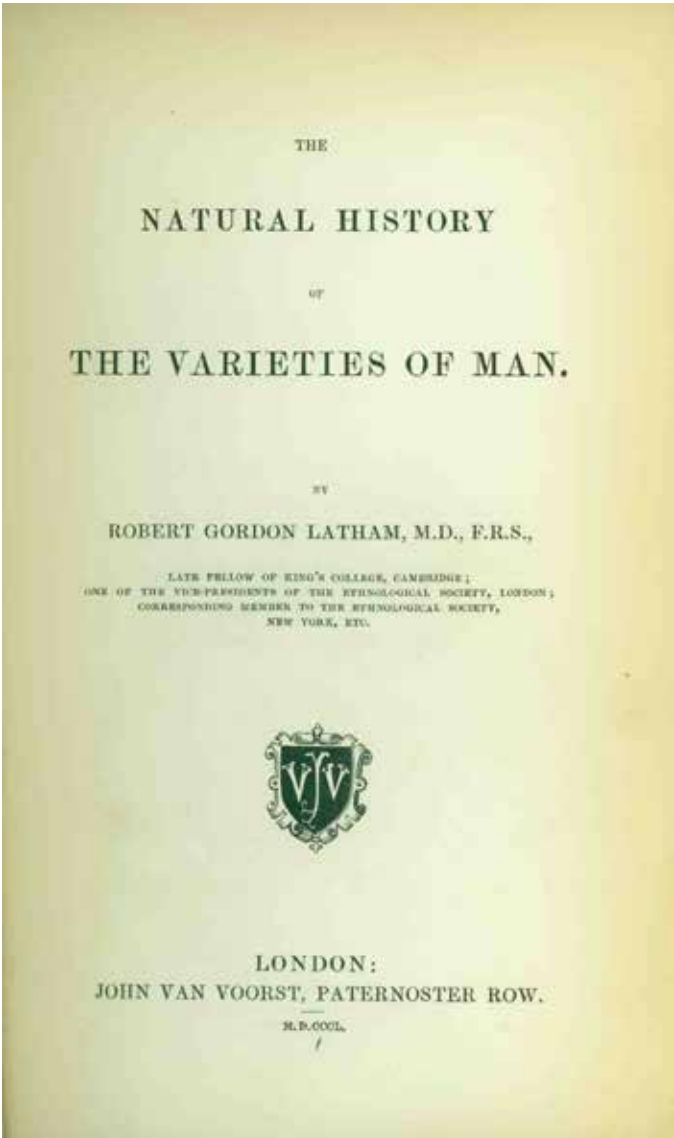 THE
NATURAL HISTORY
OF
THE VARIETIES OF MAN.
BY
ROBERT GORDON LATHAM, M.D., F.R.S.,
LATE FELLOW OF KING'S COLLEGE, CAMBRIDGE;
ONE OF THE VICE-PRESIDENTS OF THE ETHNOLOGICAL SOCIETY, LONDON;
CORRESPONDING MEMBER TO THE ETHNOLOGICAL SOCIETY,
NEW YORK, ETC.
VJV
LONDON:
JOHN VAN VOORST, PATERNOSTER ROW.
M.D.CCCL.